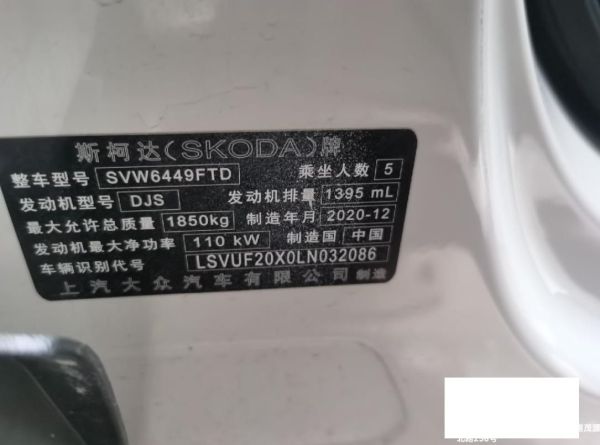 斯柯达(SKODA)牌
整车型号 SVW6449FTD 乘坐人数 5
发动机型号 DJS 发动机排量 1395 mL
最大允许总质量 1850kg 制造年月 2020-12
发动机最大净功率 110 kW 制造国 中国
车辆识别代号 LSVUF20X0LN032086
上汽大众汽车有限公司 制造